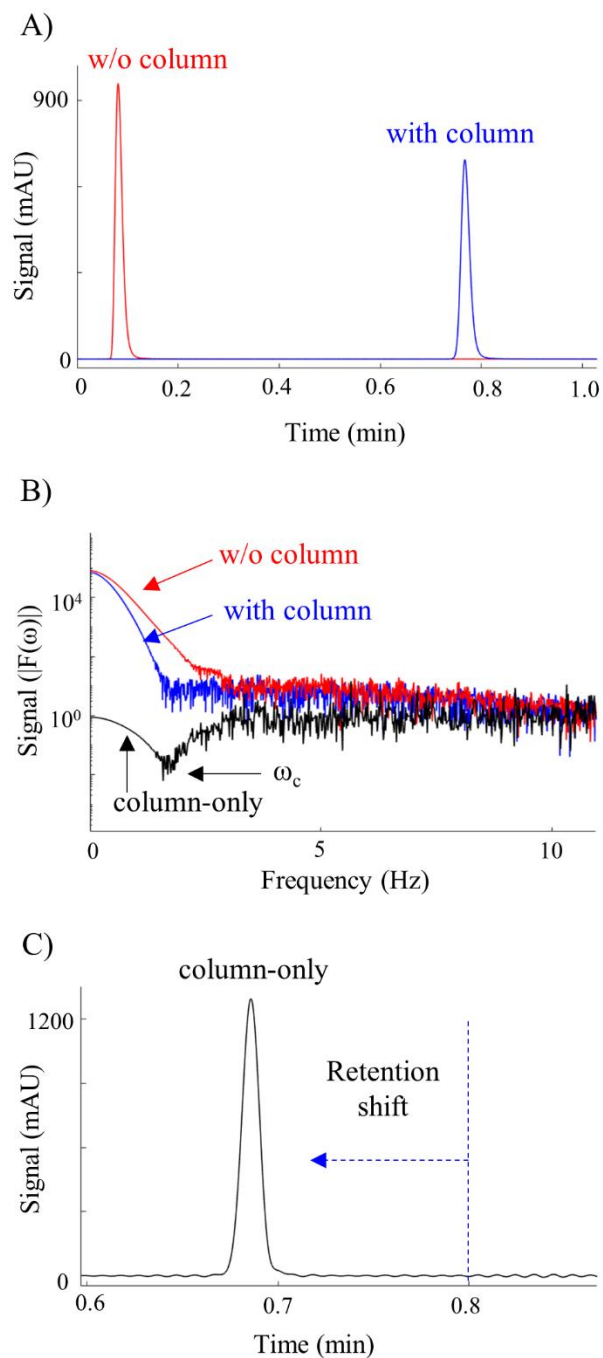 A)
w/o column
900
with column
Signal (mAU)
0
0
0.2
0.4
0.6
0.8
1.0
Time (min)
B)
w/o column
10⁴
with column
Signal (|F(ω)|)
10⁰
ω_c
column-only
0
5
10
Frequency (Hz)
C)
column-only
1200
Retention
shift
Signal (mAU)
0
0.6
0.7
0.8
Time (min)